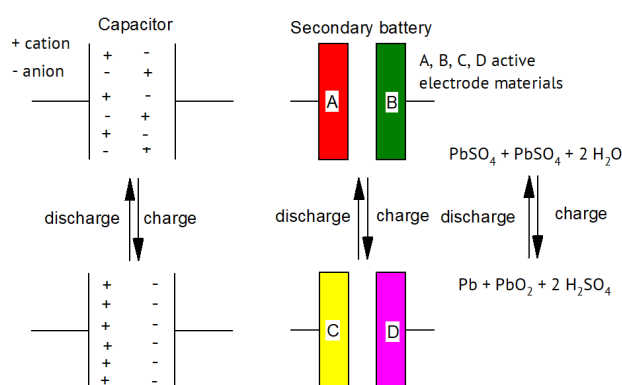 Capacitor
+ cation
- anion
+ -
- +
+ -
- +
+ -
- +
discharge
charge
+ -
+ -
+ -
+ -
+ -
+ -
Secondary battery
A, B, C, D active
electrode materials
A
B
discharge
charge
C
D
PbSO₄ + PbSO₄ + 2 H₂O
discharge
charge
Pb + PbO₂ + 2 H₂SO₄